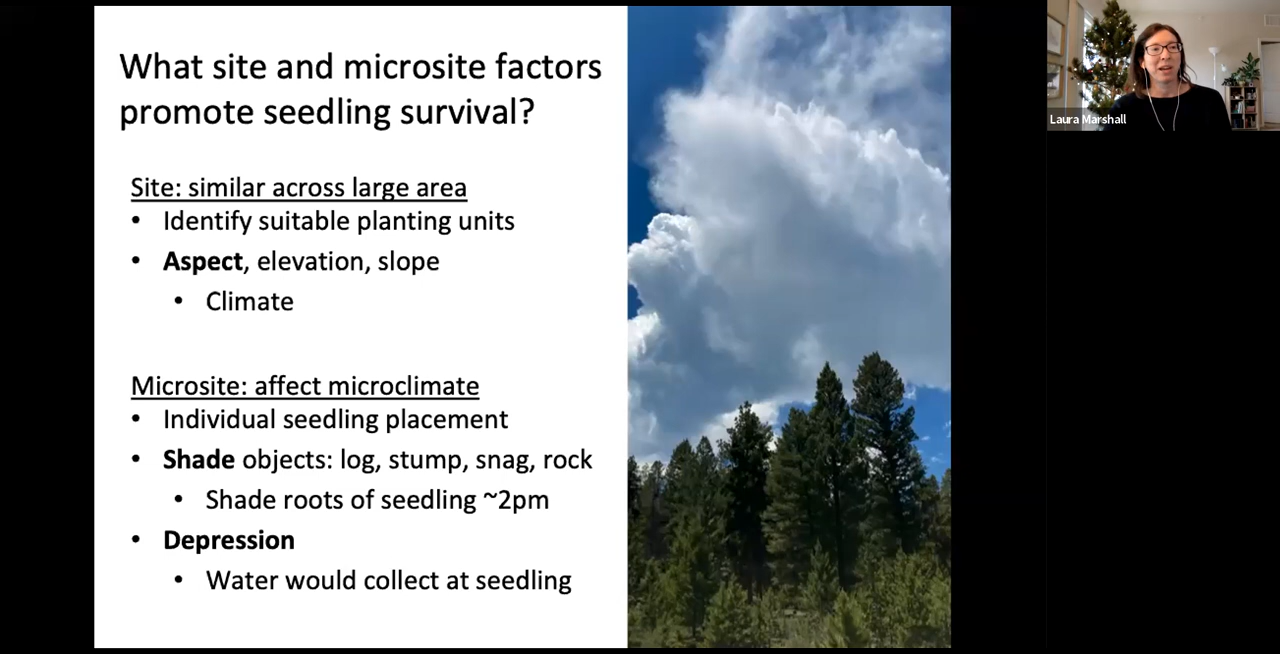 What site and microsite factors
promote seedling survival?
Site: similar across large area
• Identify suitable planting units
• Aspect, elevation, slope
• Climate
Microsite: affect microclimate
• Individual seedling placement
• Shade objects: log, stump, snag, rock
• Shade roots of seedling ~2pm
• Depression
• Water would collect at seedling
Laura Marshall